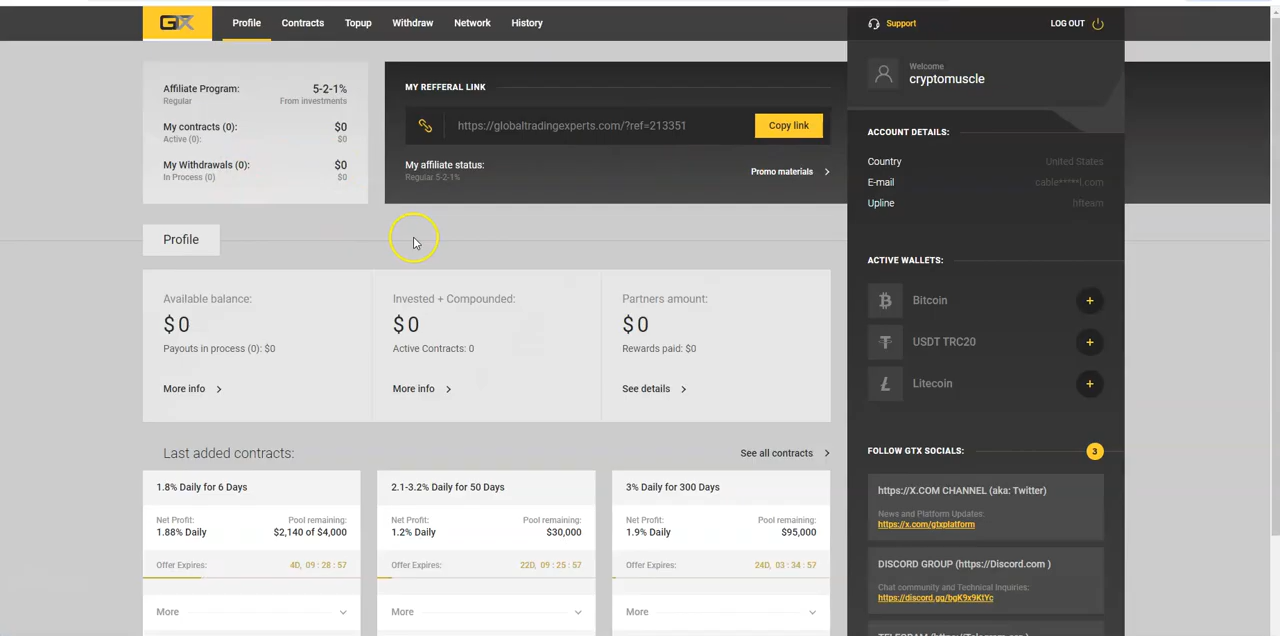 GTX Profile Contracts Topup Withdraw Network History
Support LOG OUT
Welcome
cryptomuscle
Affiliate Program: 5-2-1%
Regular From investments
My contracts (0): $0
Active (0): $0
My Withdrawals (0): $0
In Process (0) $0
MY REFFERAL LINK
https://globaltradingexperts.com/?ref=213351 Copy link
My affiliate status:
Regular 5-2-1%
Promo materials
ACCOUNT DETAILS:
Country United States
E-mail cable*****l.com
Upline hfteam
Profile
Available balance:
$ 0
Payouts in process (0): $0
More info
Invested + Compounded:
$ 0
Active Contracts: 0
More info
Partners amount:
$ 0
Rewards paid: $0
See details
ACTIVE WALLETS:
Bitcoin +
USDT TRC20 +
Litecoin +
Last added contracts: See all contracts
1.8% Daily for 6 Days
Net Profit: Pool remaining:
1.88% Daily $2,140 of $4,000
Offer Expires: 4D, 09 : 28 : 57
More
2.1-3.2% Daily for 50 Days
Net Profit: Pool remaining:
1.2% Daily $30,000
Offer Expires: 22D, 09 : 25 : 57
More
3% Daily for 300 Days
Net Profit: Pool remaining:
1.9% Daily $95,000
Offer Expires: 24D, 03 : 34 : 57
More
FOLLOW GTX SOCIALS: 3
https://X.COM CHANNEL (aka: Twitter)
News and Platform Updates:
https://x.com/gtxplatform
DISCORD GROUP (https://Discord.com )
Chat community and Technical Inquiries:
https://discord.gg/bgK9x9KtYc